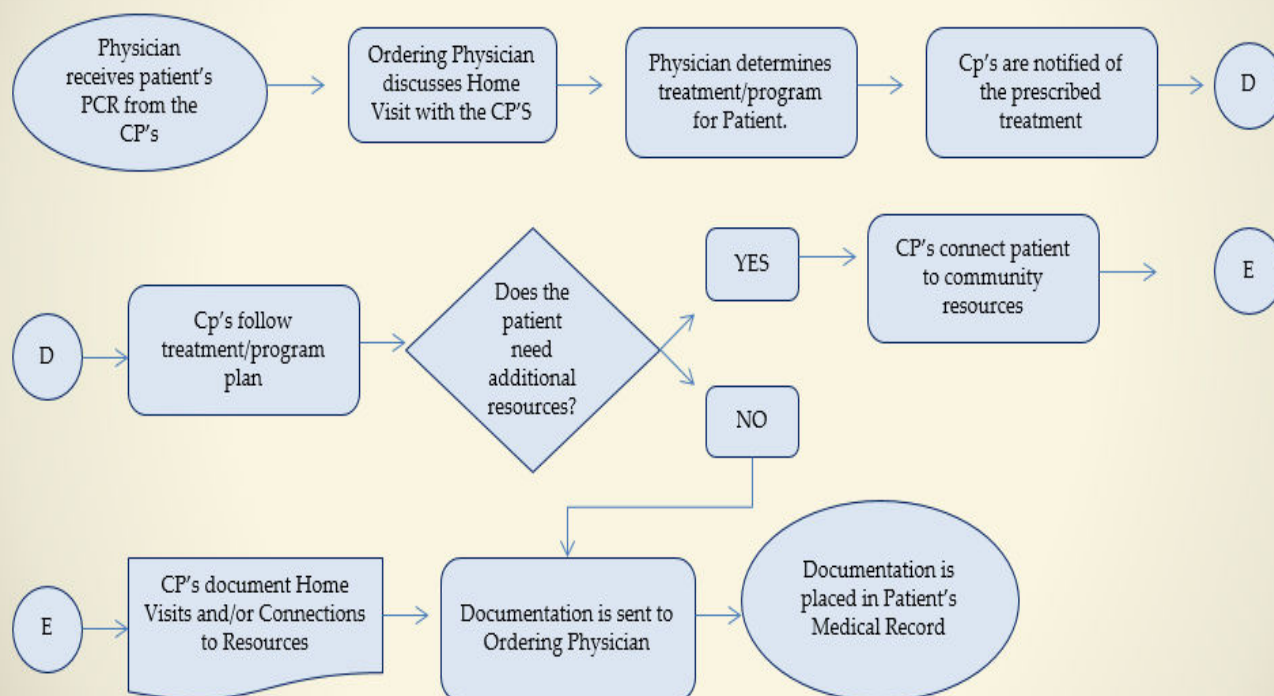 Physician
receives patient's
PCR from the
CP's
Ordering Physician
discusses Home
Visit with the CP'S
Physician determines
treatment/program
for Patient.
Cp's are notified of
the prescribed
treatment
D
D
Cp's follow
treatment/program
plan
Does the
patient
need
additional
resources?
YES
CP's connect patient
to community
resources
E
NO
E
CP's document Home
Visits and/or Connections
to Resources
Documentation is sent to
Ordering Physician
Documentation is
placed in Patient's
Medical Record